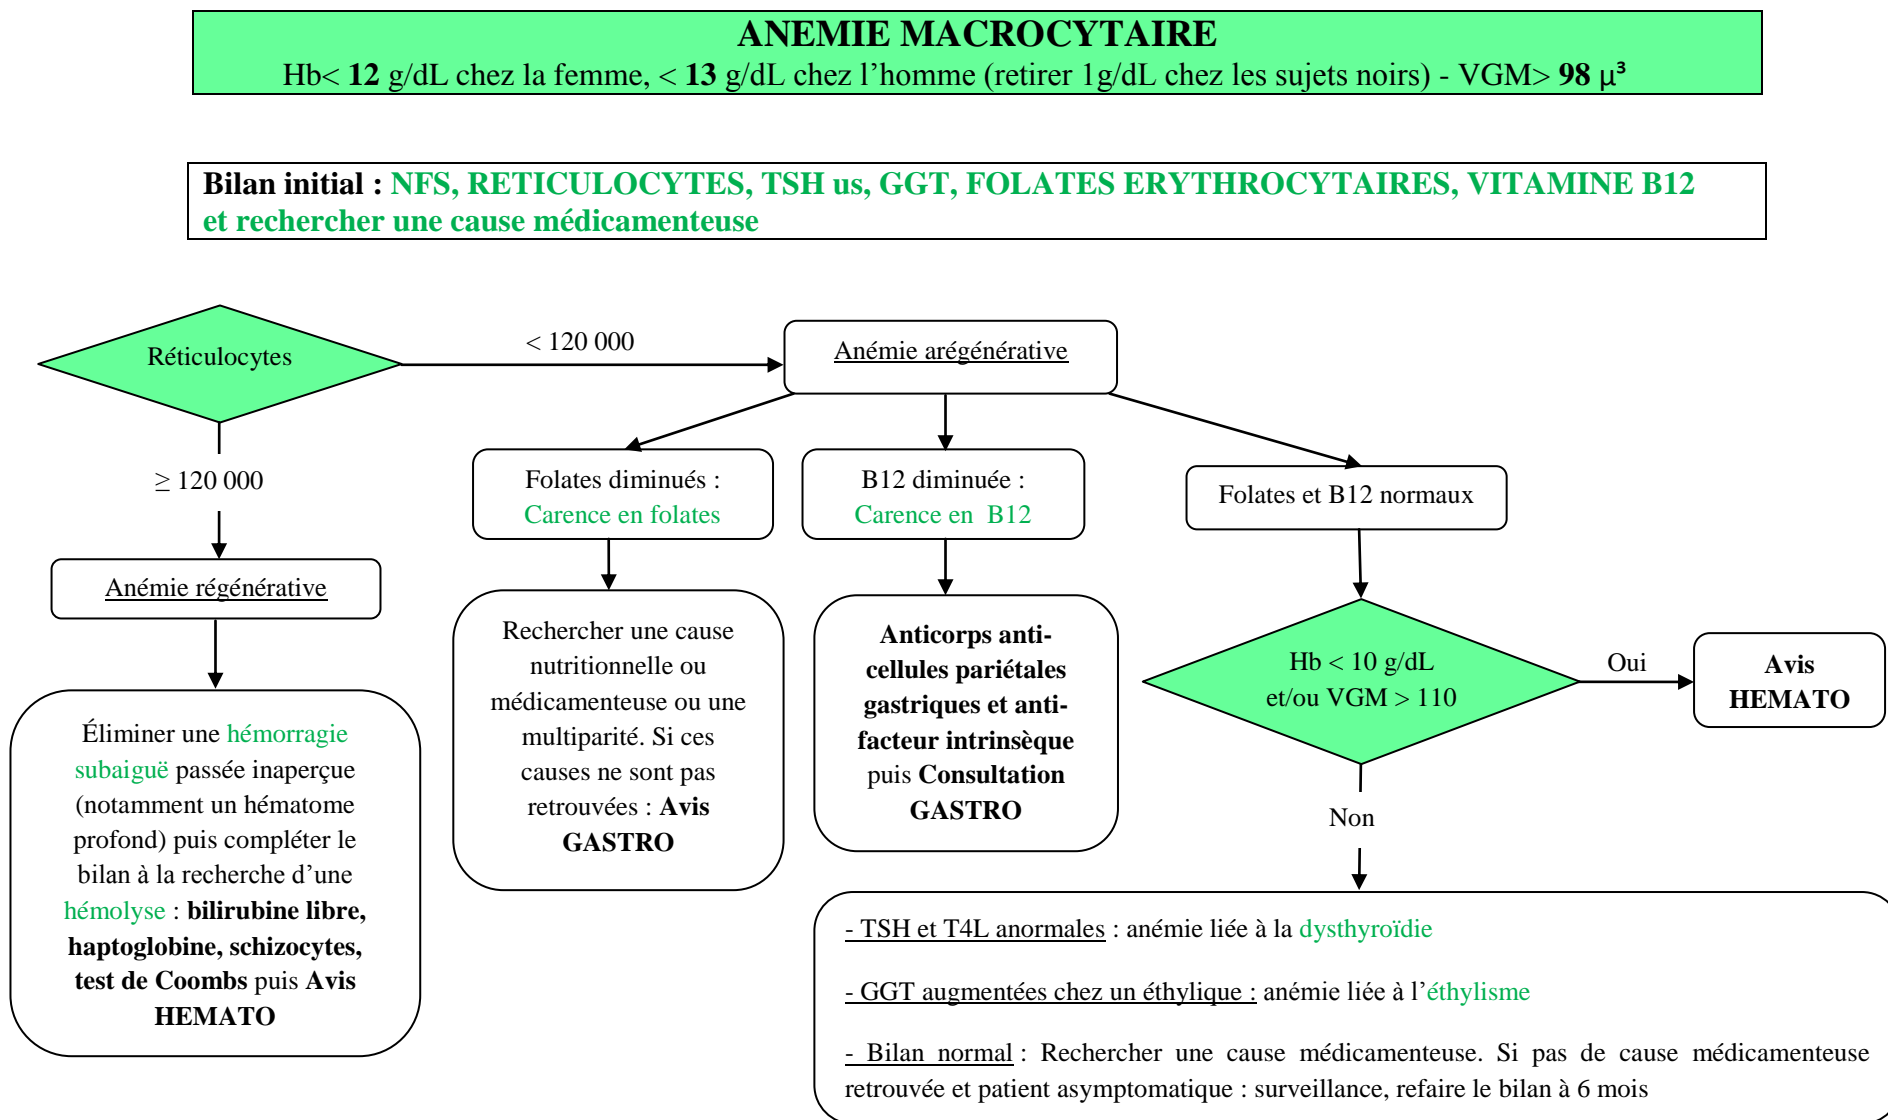 ANEMIE MACROCYTAIRE
Hb< 12 g/dL chez la femme, < 13 g/dL chez l’homme (retirer 1g/dL chez les sujets noirs) - VGM> 98 µ³
Bilan initial : NFS, RETICULOCYTES, TSH us, GGT, FOLATES ERYTHROCYTAIRES, VITAMINE B12
et rechercher une cause médicamenteuse
Réticulocytes
< 120 000
Anémie arégénérative
≥ 120 000
Anémie régénérative
Éliminer une hémorragie
subaiguë passée inaperçue
(notamment un hématome
profond) puis compléter le
bilan à la recherche d’une
hémolyse : bilirubine libre,
haptoglobine, schizocytes,
test de Coombs puis Avis
HEMATO
Folates diminués :
Carence en folates
Rechercher une cause
nutritionnelle ou
médicamenteuse ou une
multiparité. Si ces
causes ne sont pas
retrouvées : Avis
GASTRO
B12 diminuée :
Carence en B12
Anticorps anti-
cellules pariétales
gastriques et anti-
facteur intrinsèque
puis Consultation
GASTRO
Folates et B12 normaux
Hb < 10 g/dL
et/ou VGM > 110
Oui
Avis
HEMATO
Non
- TSH et T4L anormales : anémie liée à la dysthyroïdie
- GGT augmentées chez un éthylique : anémie liée à l’éthylisme
- Bilan normal : Rechercher une cause médicamenteuse. Si pas de cause médicamenteuse
retrouvée et patient asymptomatique : surveillance, refaire le bilan à 6 mois